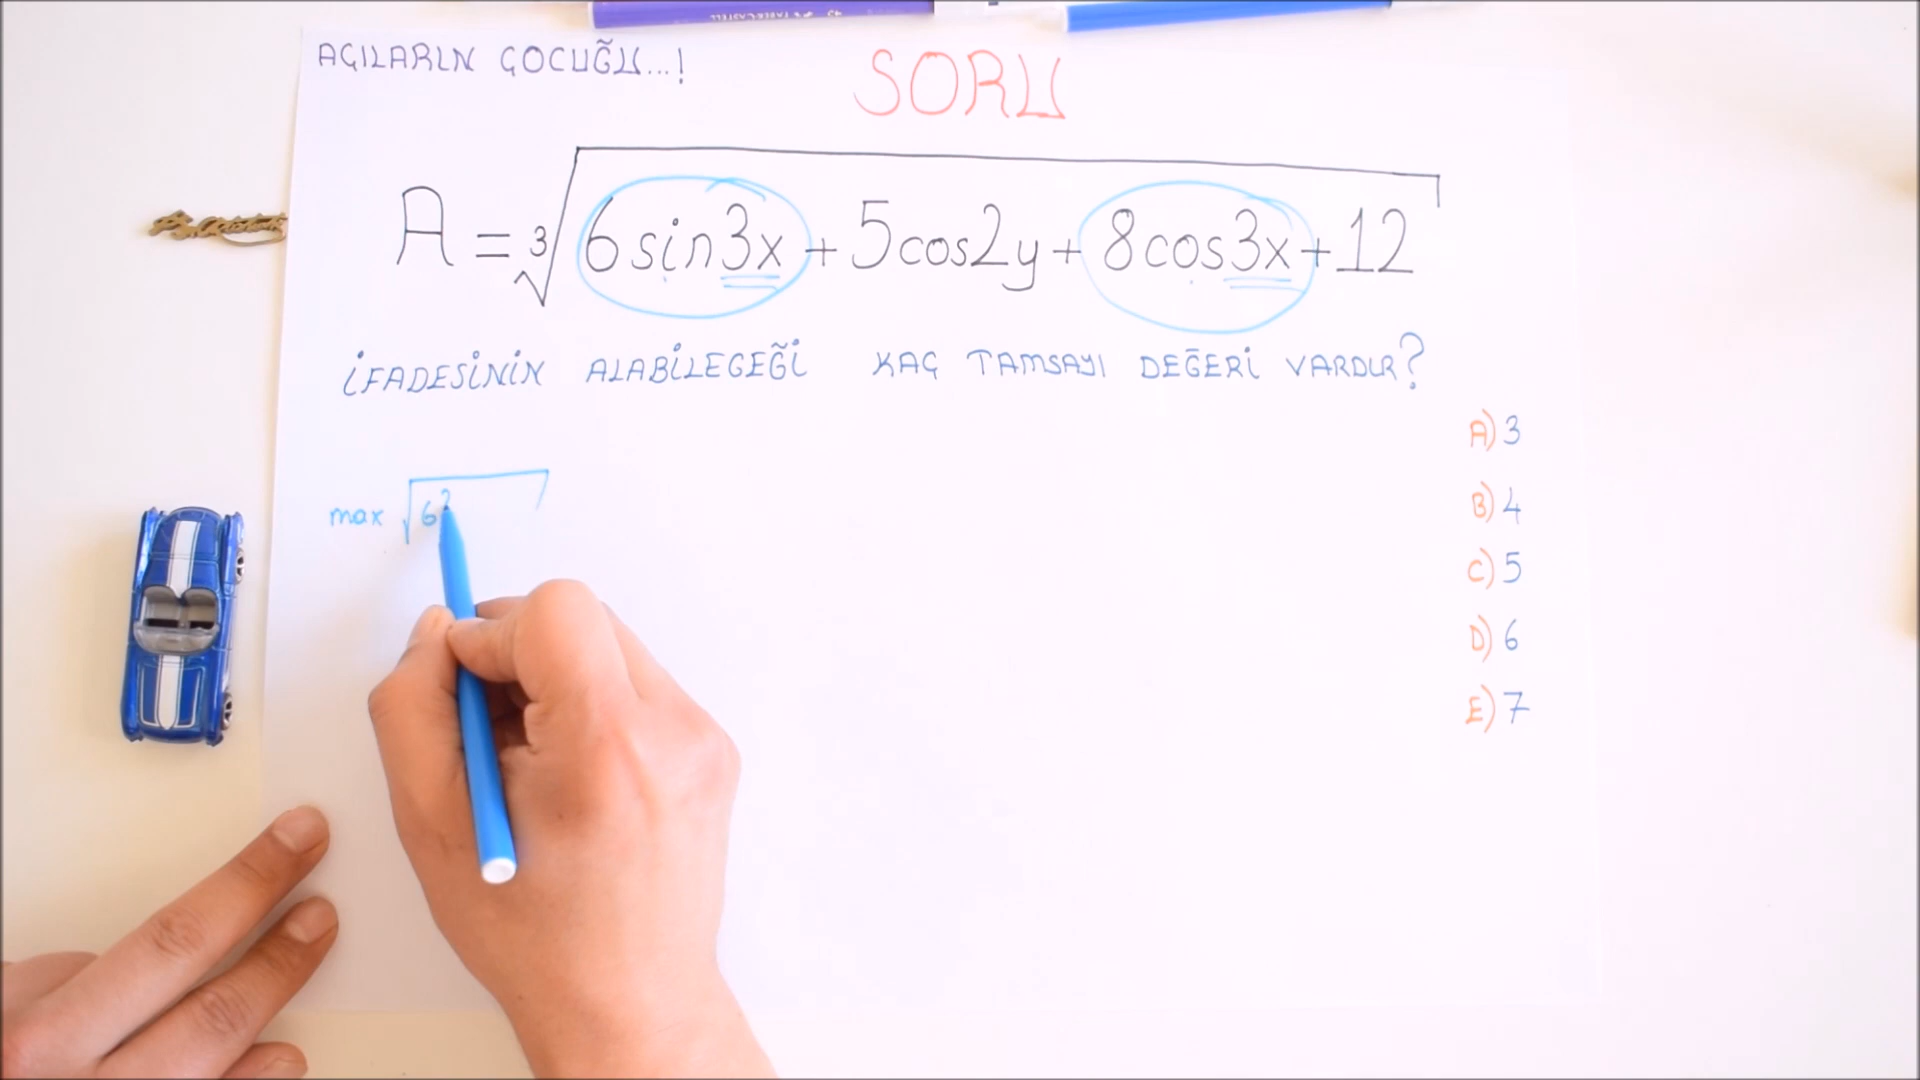 AÇILARIN ÇOCUĞU...!
SORU
A = ∛(6sin3x + 5cos2y + 8cos3x + 12)
İFADESİNİN ALABİLECEĞİ KAÇ TAMSAYI DEĞERİ VARDIR?
A) 3
B) 4
C) 5
D) 6
E) 7
max √6²